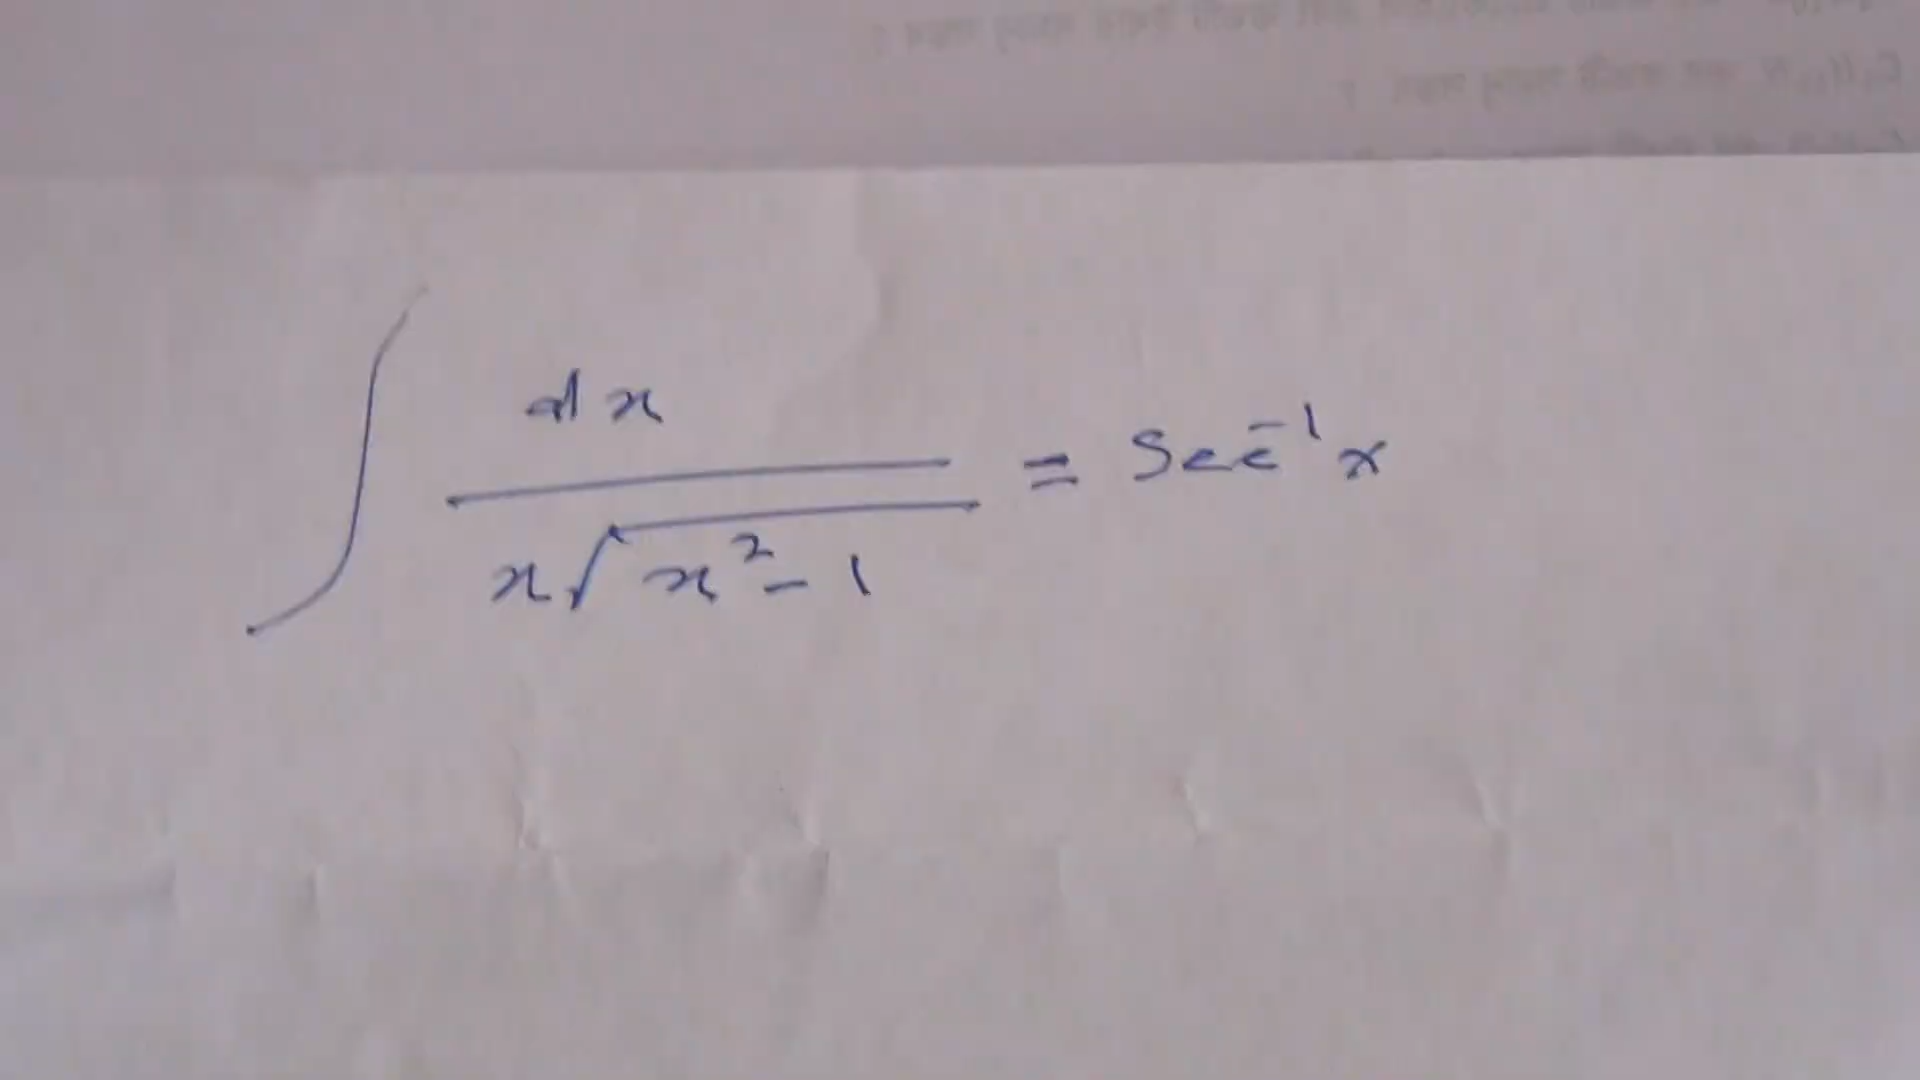 ∫ dx / x√x² - 1 = Sec⁻¹x